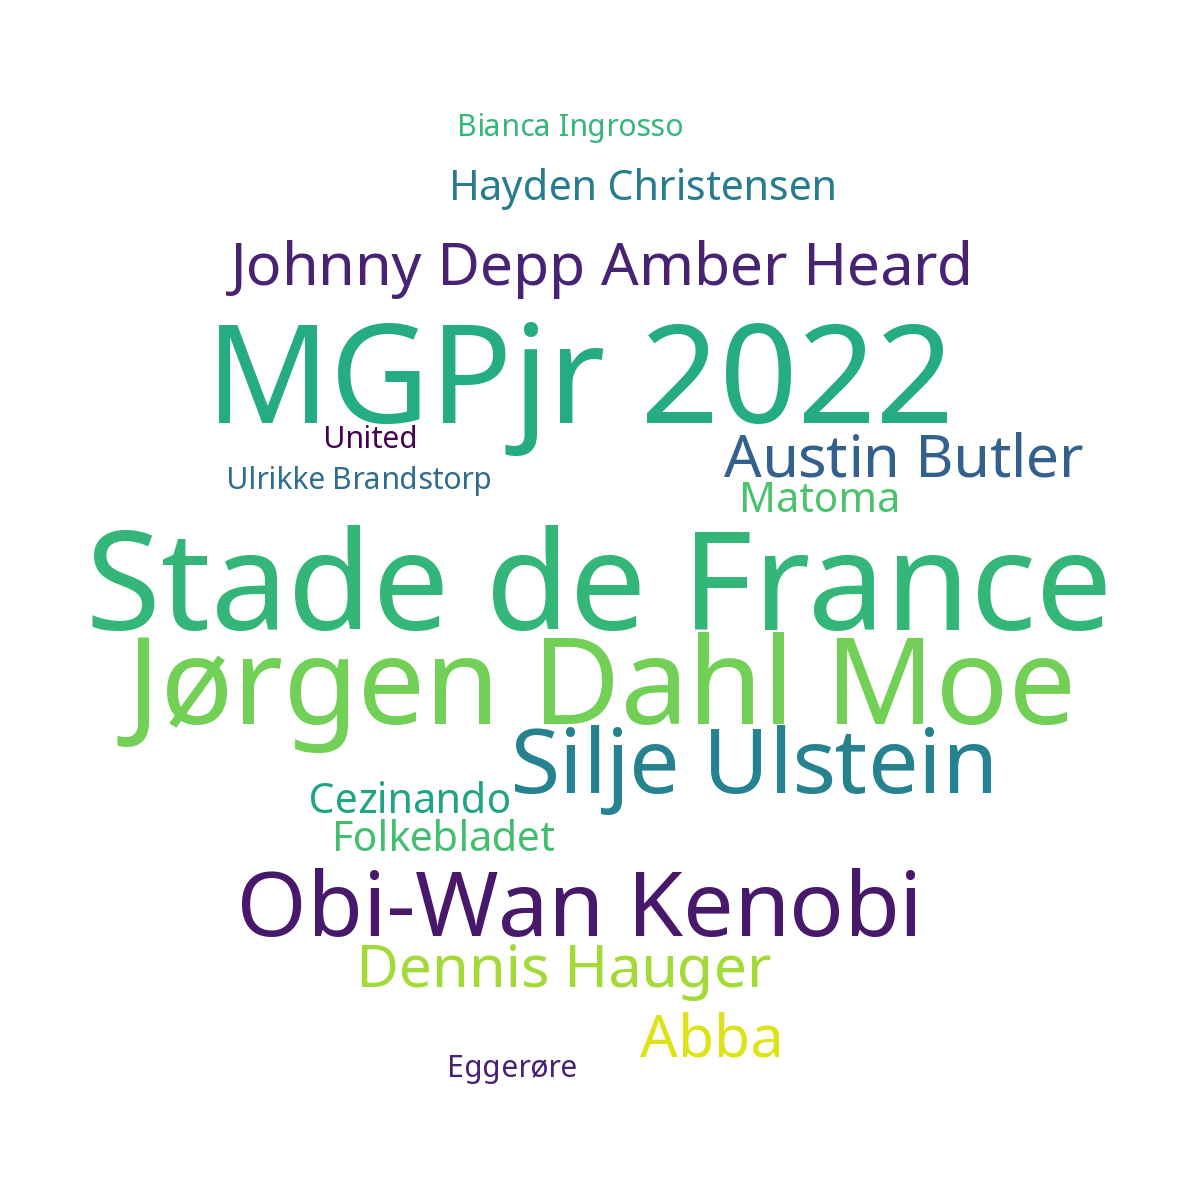 Bianca Ingrosso
Hayden Christensen
Johnny Depp Amber Heard
MGPjr 2022
United
Austin Butler
Ulrikke Brandstorp
Matoma
Stade de France
Jørgen Dahl Moe
Silje Ulstein
Cezinando
Folkebladet
Obi-Wan Kenobi
Dennis Hauger
Abba
Eggerøre